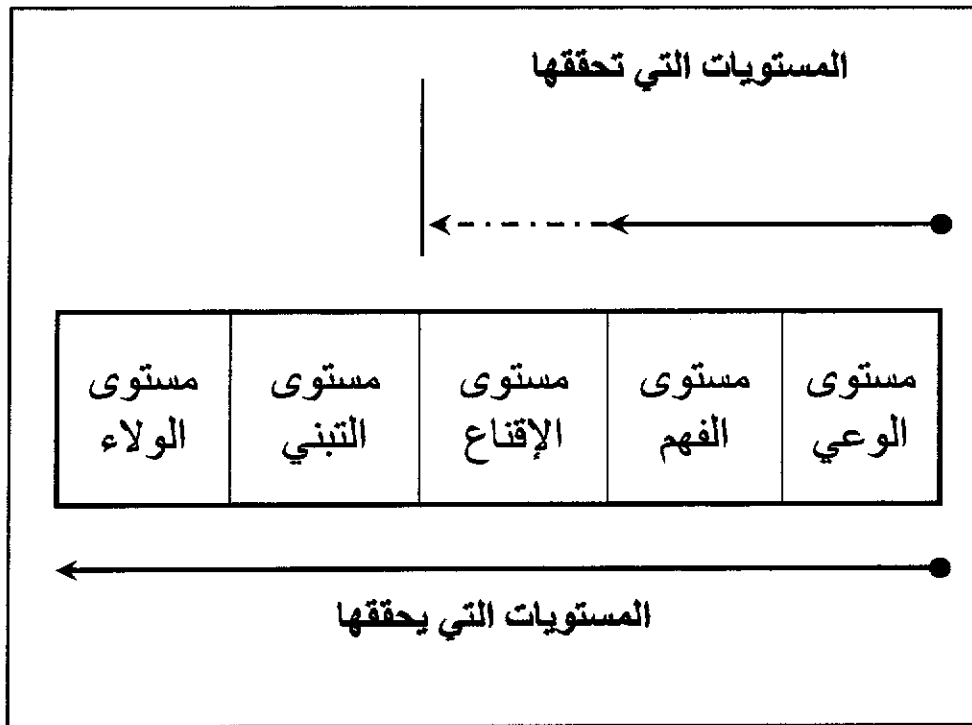 المستويات التي تحققها
مستوى الوعي
مستوى الفهم
مستوى الإقناع
مستوى التبني
مستوى الولاء
المستويات التي يحققها